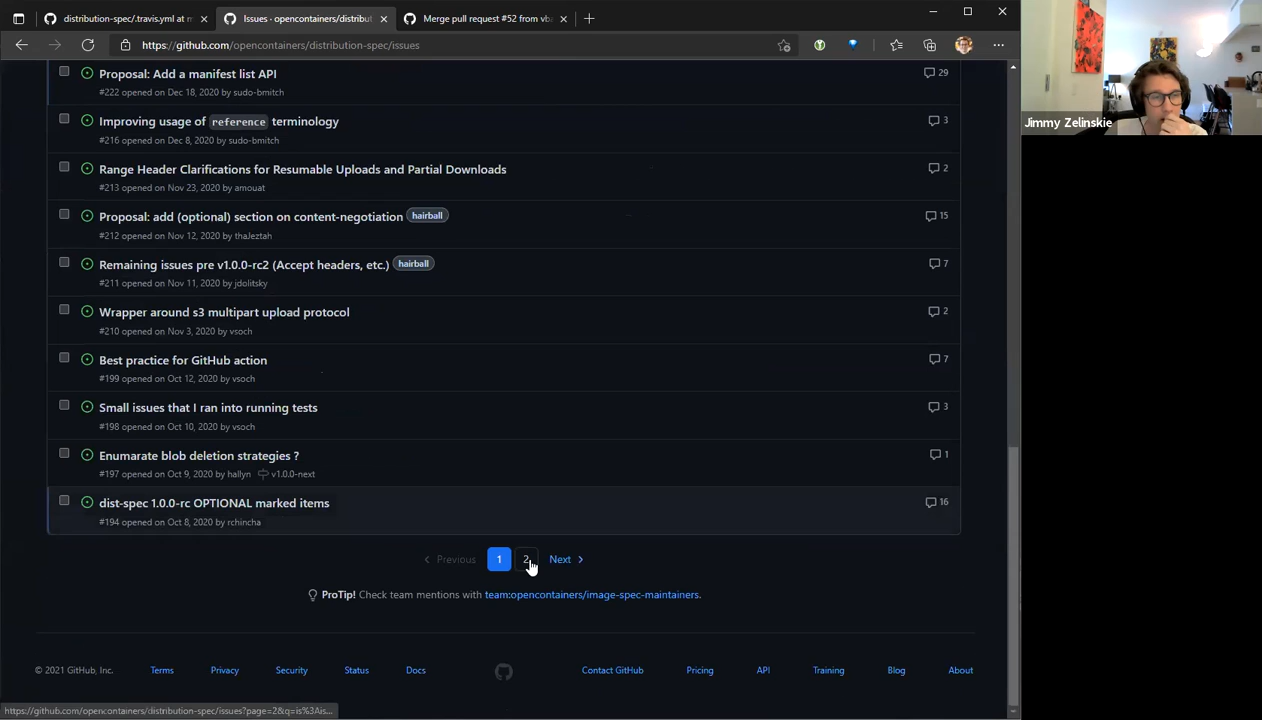 distribution-spec/.travis.yml at m
Issues · opencontainers/distribut
Merge pull request #52 from vba
https://github.com/opencontainers/distribution-spec/issues
Proposal: Add a manifest list API
29
#222 opened on Dec 18, 2020 by sudo-bmitch
Improving usage of reference terminology
3
#216 opened on Dec 8, 2020 by sudo-bmitch
Range Header Clarifications for Resumable Uploads and Partial Downloads
2
#213 opened on Nov 23, 2020 by amouat
Proposal: add (optional) section on content-negotiation hairball
15
#212 opened on Nov 12, 2020 by thaJeztah
Remaining issues pre v1.0.0-rc2 (Accept headers, etc.) hairball
7
#211 opened on Nov 11, 2020 by jdolitsky
Wrapper around s3 multipart upload protocol
2
#210 opened on Nov 3, 2020 by vsoch
Best practice for GitHub action
7
#199 opened on Oct 12, 2020 by vsoch
Small issues that I ran into running tests
3
#198 opened on Oct 10, 2020 by vsoch
Enumarate blob deletion strategies ?
1
#197 opened on Oct 9, 2020 by hallyn v1.0.0-next
dist-spec 1.0.0-rc OPTIONAL marked items
16
#194 opened on Oct 8, 2020 by rchincha
Previous 1 2 Next
ProTip! Check team mentions with team:opencontainers/image-spec-maintainers.
© 2021 GitHub, Inc. Terms Privacy Security Status Docs Contact GitHub Pricing API Training Blog About
https://github.com/opencontainers/distribution-spec/issues?page=2&q=is%3Ais...
Jimmy Zelinskie